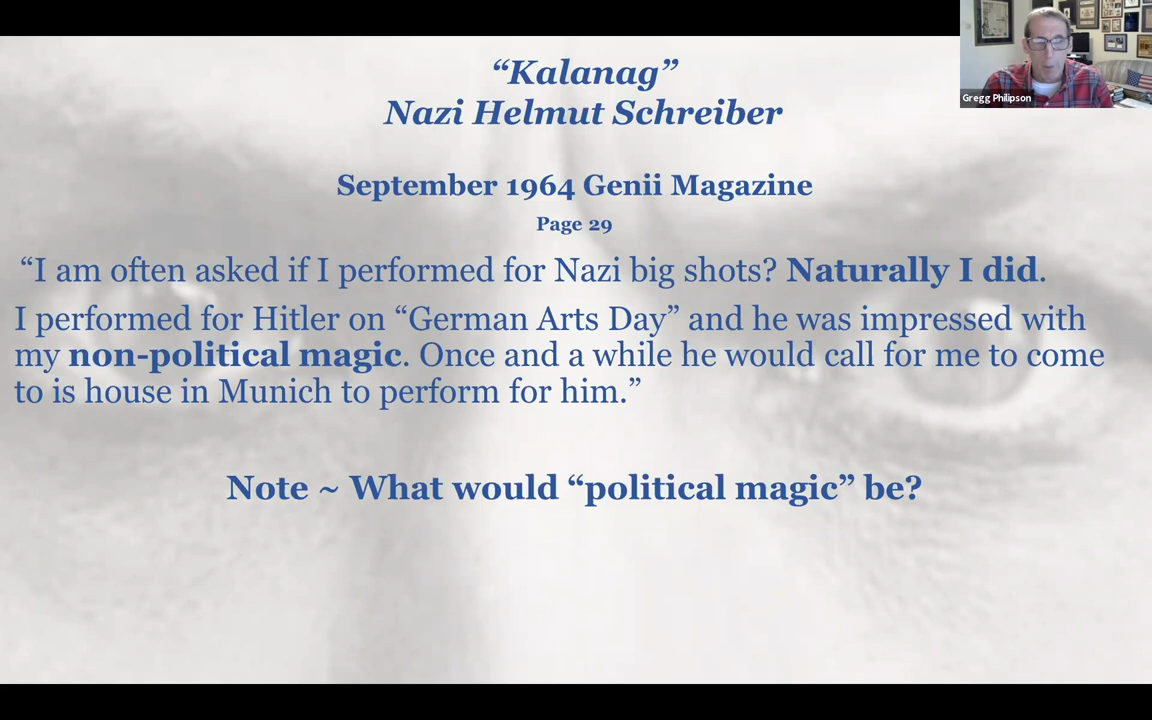 “Kalanag”
Nazi Helmut Schreiber
Gregg Philipson
September 1964 Genii Magazine
Page 29
“I am often asked if I performed for Nazi big shots? Naturally I did.
I performed for Hitler on “German Arts Day” and he was impressed with
my non-political magic. Once and a while he would call for me to come
to is house in Munich to perform for him.”
Note ~ What would “political magic” be?